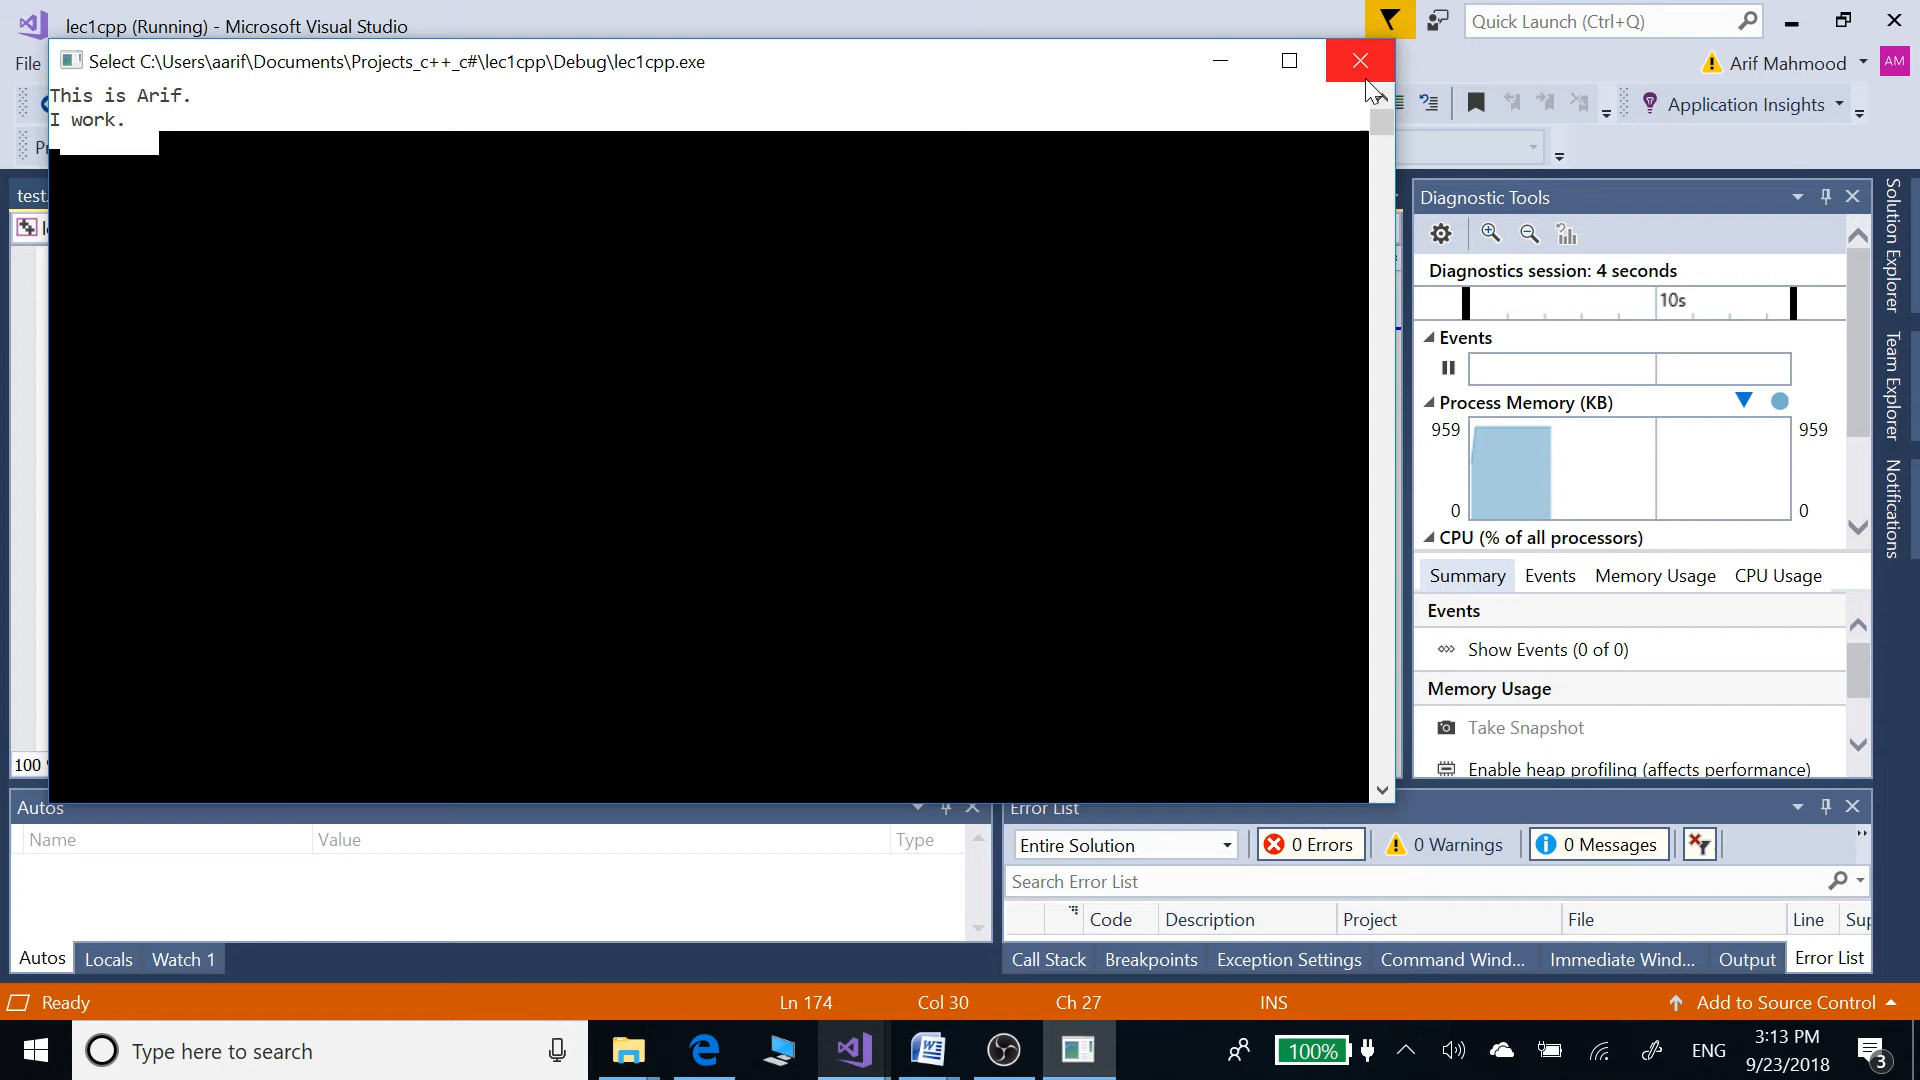 lec1cpp (Running) - Microsoft Visual Studio
Quick Launch (Ctrl+Q)
File
Arif Mahmood
AM
Select C:\Users\aarif\Documents\Projects_c++_c#\lec1cpp\Debug\lec1cpp.exe
This is Arif.
I work.
Application Insights
test.
Diagnostic Tools
Diagnostics session: 4 seconds
10s
Events
Process Memory (KB)
959
959
0
0
CPU (% of all processors)
Summary
Events
Memory Usage
CPU Usage
Events
Show Events (0 of 0)
Memory Usage
Take Snapshot
Enable heap profiling (affects performance)
Solution Explorer
Team Explorer
Notifications
100
Autos
Name
Value
Type
Autos
Locals
Watch 1
Error List
Entire Solution
0 Errors
0 Warnings
0 Messages
Search Error List
Code
Description
Project
File
Line
Call Stack
Breakpoints
Exception Settings
Command Wind...
Immediate Wind...
Output
Error List
Ready
Ln 174
Col 30
Ch 27
INS
Add to Source Control
Type here to search
100%
ENG
3:13 PM
9/23/2018
3